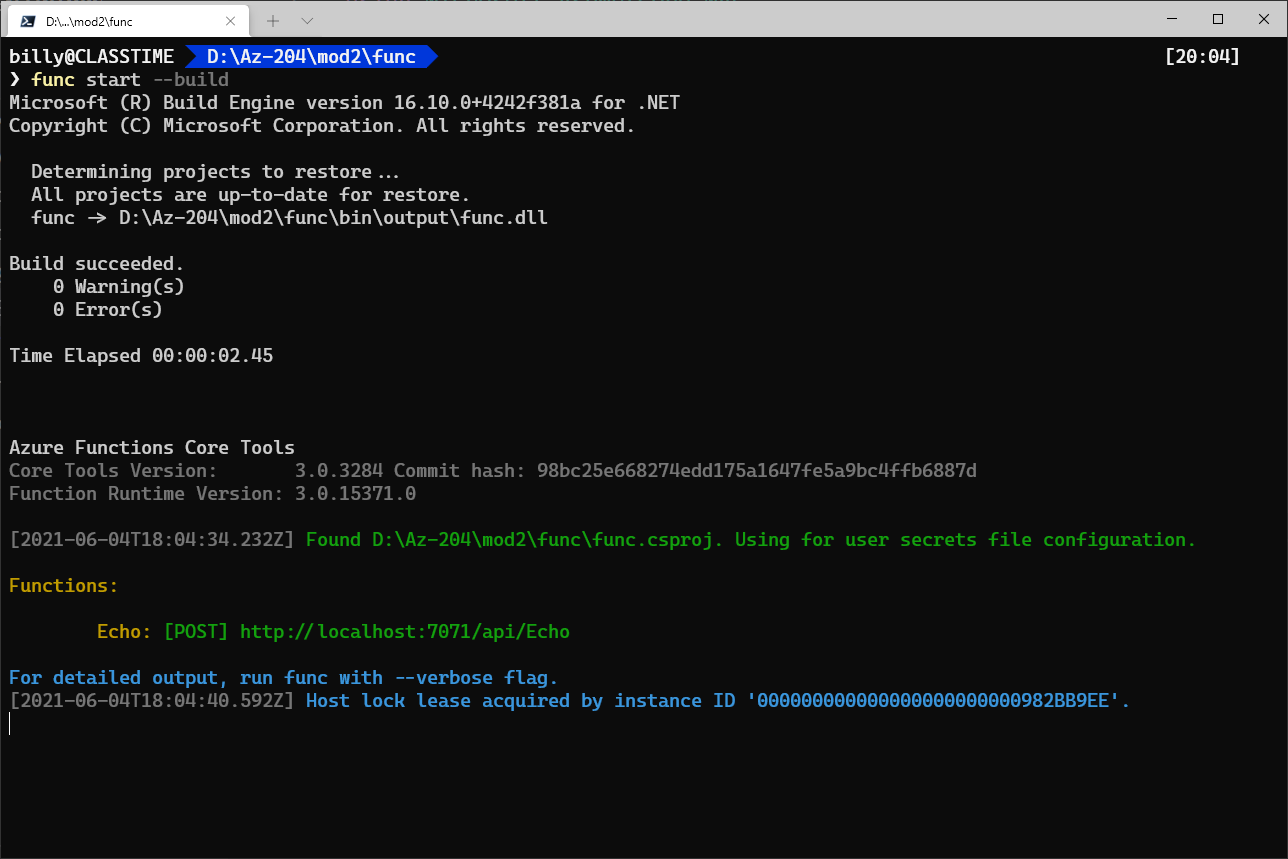 D:\...\mod2\func
billy@CLASSTIME D:\Az-204\mod2\func [20:04]
❯ func start --build
Microsoft (R) Build Engine version 16.10.0+4242f381a for .NET
Copyright (C) Microsoft Corporation. All rights reserved.
Determining projects to restore...
All projects are up-to-date for restore.
func -> D:\Az-204\mod2\func\bin\output\func.dll
Build succeeded.
0 Warning(s)
0 Error(s)
Time Elapsed 00:00:02.45
Azure Functions Core Tools
Core Tools Version: 3.0.3284 Commit hash: 98bc25e668274edd175a1647fe5a9bc4ffb6887d
Function Runtime Version: 3.0.15371.0
[2021-06-04T18:04:34.232Z] Found D:\Az-204\mod2\func\func.csproj. Using for user secrets file configuration.
Functions:
Echo: [POST] http://localhost:7071/api/Echo
For detailed output, run func with --verbose flag.
[2021-06-04T18:04:40.592Z] Host lock lease acquired by instance ID '000000000000000000000000982BB9EE'.